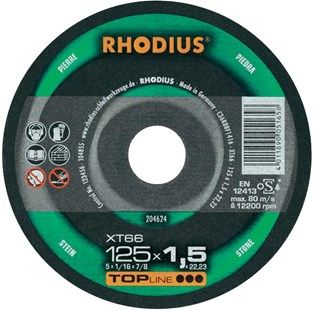 RHODIUS®
PIERRE
PIEDRA
RHODIUS
Made in Germany
EN
12413
max. 80 m/s
12200 rpm
204624
STEIN
STONE
XT66
125×1,5
5×1/16×7/8
22,23
TOPLINE